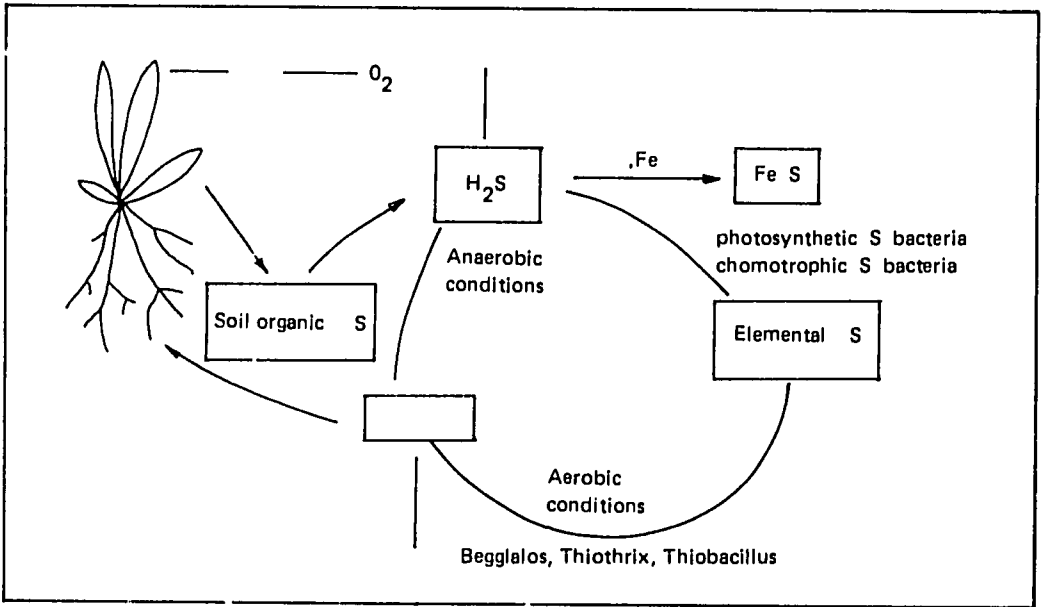 O2
H2S
.Fe
Fe S
photosynthetic S bacteria
chomotrophic S bacteria
Anaerobic
conditions
Soil organic S
Elemental S
Aerobic
conditions
Begglalos, Thiothrix, Thiobacillus